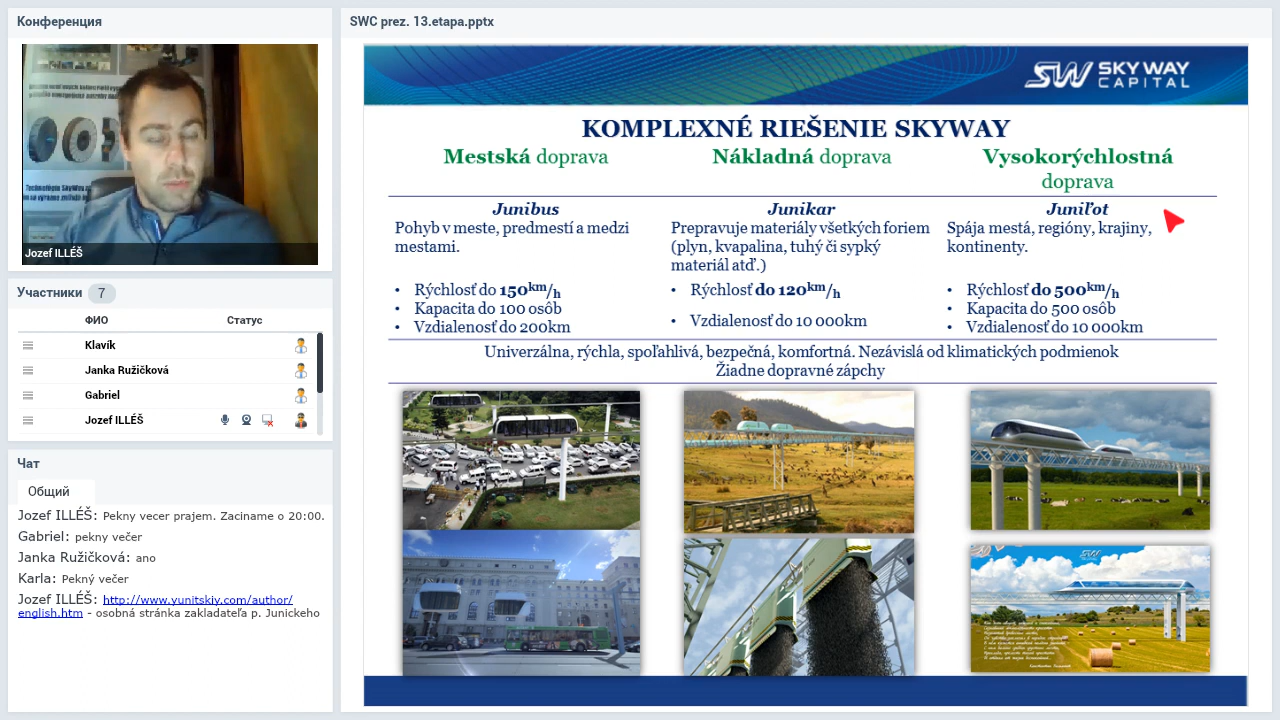 Конференция
Jozef ILLÉŠ
Участники 7
ФИО Статус
Klavík
Janka Ružičková
Gabriel
Jozef ILLÉŠ
Чат
Общий
Jozef ILLÉŠ: Pekny vecer prajem. Zaciname o 20:00.
Gabriel: pekny večer
Janka Ružičková: ano
Karla: Pekný večer
Jozef ILLÉŠ: http://www.yunitskiy.com/author/
english.htm - osobná stránka zakladateľa p. Junickeho
SWC prez. 13.etapa.pptx
SW SKY WAY
CAPITAL
KOMPLEXNÉ RIEŠENIE SKYWAY
Mestská doprava
Junibus
Pohyb v meste, predmestí a medzi
mestami.
• Rýchlosť do 150km/h
• Kapacita do 100 osôb
• Vzdialenosť do 200km
Nákladná doprava
Junikar
Prepravuje materiály všetkých foriem
(plyn, kvapalina, tuhý či sypký
materiál atď.)
• Rýchlosť do 120km/h
• Vzdialenosť do 10 000km
Vysokorýchlostná
doprava
Juniľot
Spája mestá, regióny, krajiny,
kontinenty.
• Rýchlosť do 500km/h
• Kapacita do 500 osôb
• Vzdialenosť do 10 000km
Univerzálna, rýchla, spoľahlivá, bezpečná, komfortná. Nezávislá od klimatických podmienok
Žiadne dopravné zápchy